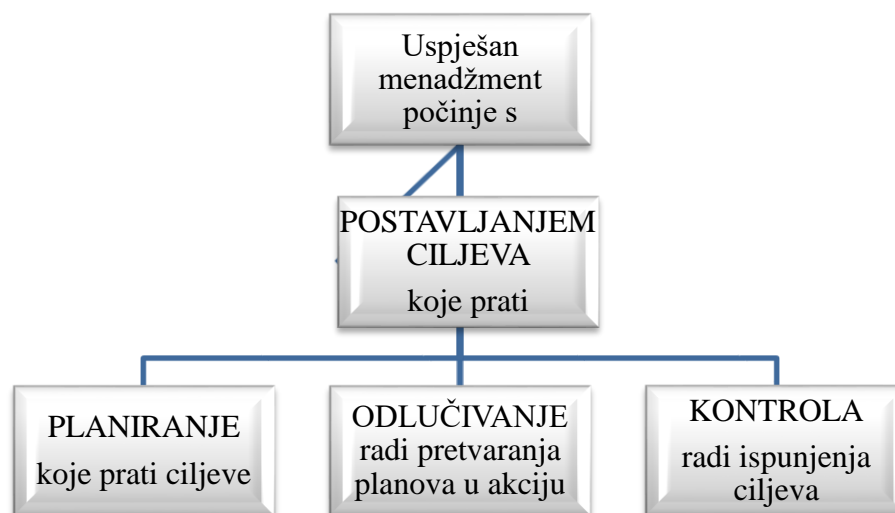 Uspješan
menadžment
počinje s
POSTAVLJANJEM
CILJEVA
koje prati
PLANIRANJE
koje prati ciljeve
ODLUČIVANJE
radi pretvaranja
planova u akciju
KONTROLA
radi ispunjenja
ciljeva